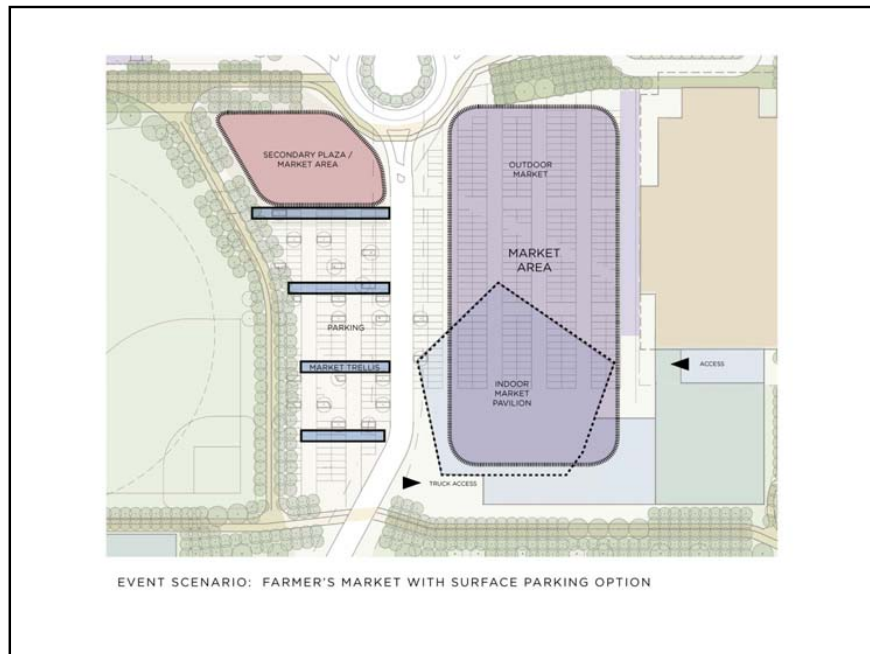 SECONDARY PLAZA /
MARKET AREA
OUTDOOR
MARKET
MARKET
AREA
PARKING
MARKET TRELLIS
ACCESS
INDOOR
MARKET
PAVILION
TRUCK ACCESS
EVENT SCENARIO: FARMER'S MARKET WITH SURFACE PARKING OPTION